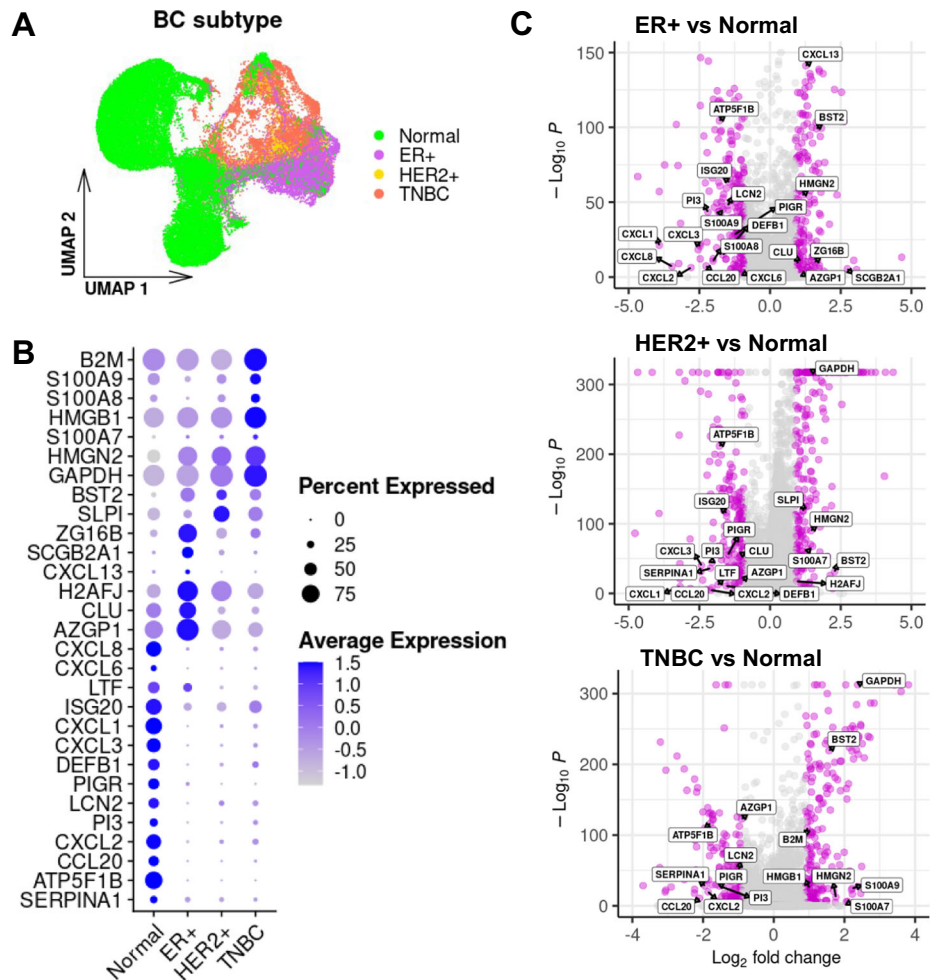 A
BC subtype
UMAP 2
UMAP 1
Normal
ER+
HER2+
TNBC
B
B2M
S100A9
S100A8
HMGB1
S100A7
HMGN2
GAPDH
BST2
SLPI
ZG16B
SCGB2A1
CXCL13
H2AFJ
CLU
AZGP1
CXCL8
CXCL6
LTF
ISG20
CXCL1
CXCL3
DEFB1
PIGR
LCN2
PI3
CXCL2
CCL20
ATP5F1B
SERPINA1
Normal
ER+
HER2+
TNBC
Percent Expressed
0
25
50
75
Average Expression
1.5
1.0
0.5
0.0
-0.5
-1.0
C
ER+ vs Normal
− Log10 P
150
100
50
0
CXCL13
ATP5F1B
BST2
ISG20
LCN2
HMGN2
PI3
PIGR
S100A9
DEFB1
CXCL1
CXCL3
S100A8
CLU
ZG16B
CXCL8
CXCL2
CCL20
CXCL6
AZGP1
SCGB2A1
-5.0 -2.5 0.0 2.5 5.0
HER2+ vs Normal
− Log10 P
300
200
100
0
GAPDH
ATP5F1B
ISG20
SLPI
HMGN2
PIGR
CXCL3
PI3
CLU
S100A7
BST2
SERPINA1
LTF
AZGP1
H2AFJ
CXCL1
CCL20
CXCL2
DEFB1
-5.0 -2.5 0.0 2.5 5.0
TNBC vs Normal
− Log10 P
300
200
100
0
GAPDH
BST2
AZGP1
ATP5F1B
B2M
LCN2
SERPINA1
PIGR
HMGB1
HMGN2
S100A9
PI3
CCL20
CXCL2
S100A7
-4 -2 0 2 4
Log2 fold change